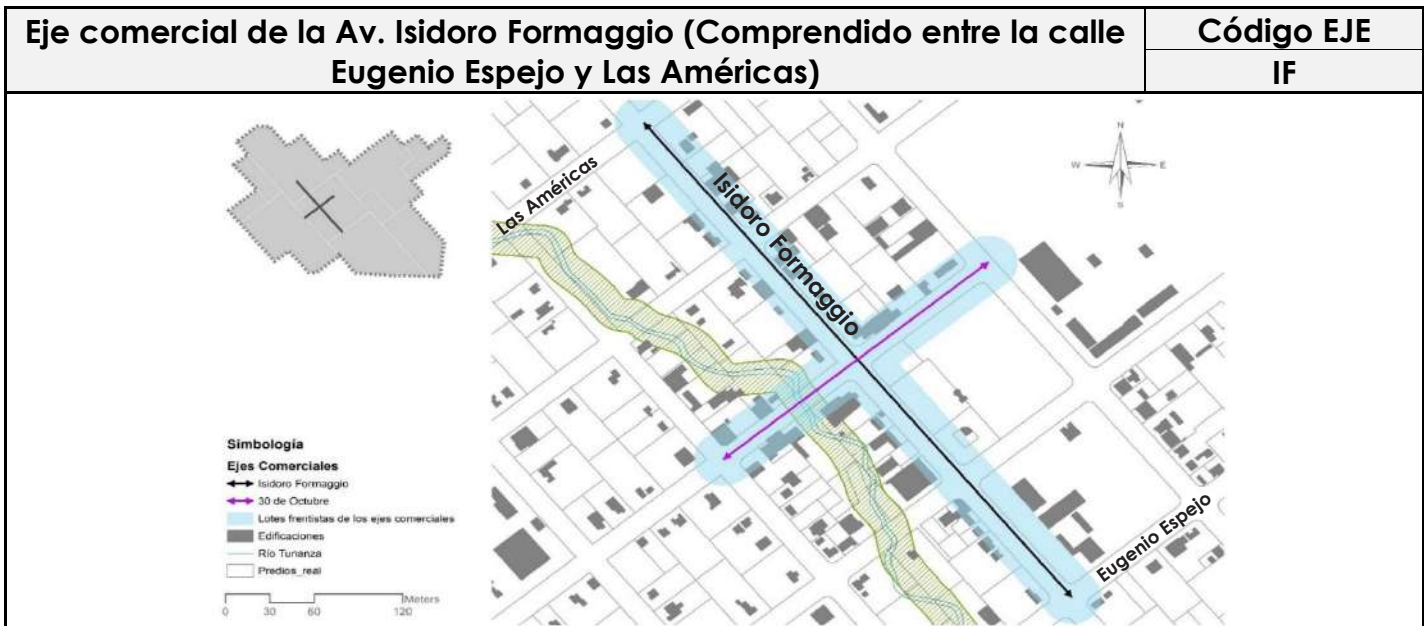 Eje comercial de la Av. Isidoro Formaggio (Comprendido entre la calle
Eugenio Espejo y Las Américas)
Código EJE
IF
Las Américas
Isidoro Formaggio
Eugenio Espejo
N
W
E
S
Simbología
Ejes Comerciales
Isidoro Formaggio
30 de Octubre
Lotes frentistas de los ejes comerciales
Edificaciones
Río Tunanza
Predios_real
Meters
0 30 60 120